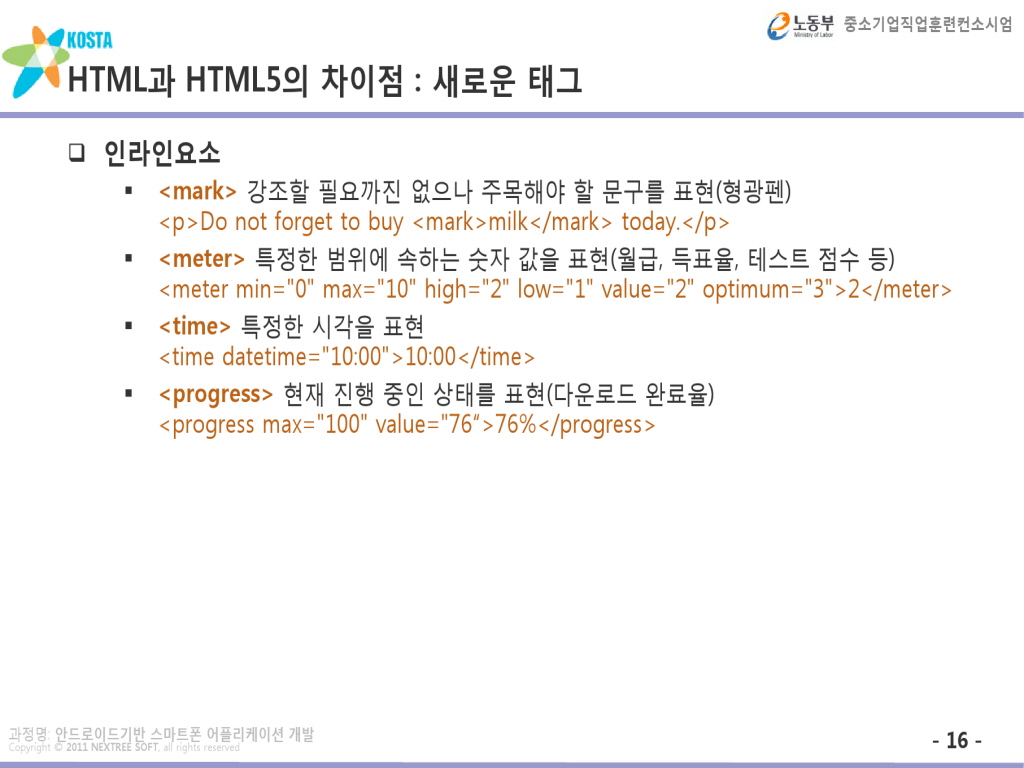 노동부 중소기업직업훈련컨소시엄
Ministry of Labor
KOSTA
HTML과 HTML5의 차이점 : 새로운 태그
❑ 인라인요소
▪ <mark> 강조할 필요까진 없으나 주목해야 할 문구를 표현(형광펜)
<p>Do not forget to buy <mark>milk</mark> today.</p>
▪ <meter> 특정한 범위에 속하는 숫자 값을 표현(월급, 득표율, 테스트 점수 등)
<meter min="0" max="10" high="2" low="1" value="2" optimum="3">2</meter>
▪ <time> 특정한 시각을 표현
<time datetime="10:00">10:00</time>
▪ <progress> 현재 진행 중인 상태를 표현(다운로드 완료율)
<progress max="100" value="76“>76%</progress>
과정명: 안드로이드기반 스마트폰 어플리케이션 개발
Copyright © 2011 NEXTREE SOFT, all rights reserved
- 16 -